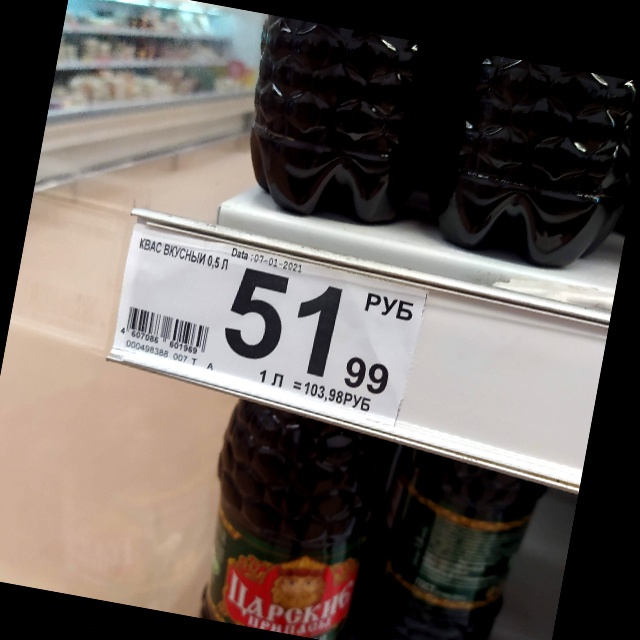 КВАС ВКУСНЫЙ 0,5 Л
Data :07-01-2021
51 99
РУБ
4 607086 601969
000498388 007 T A
1 Л =103,98РУБ
ЦАРСКИЕ
ПРИПАСЫ